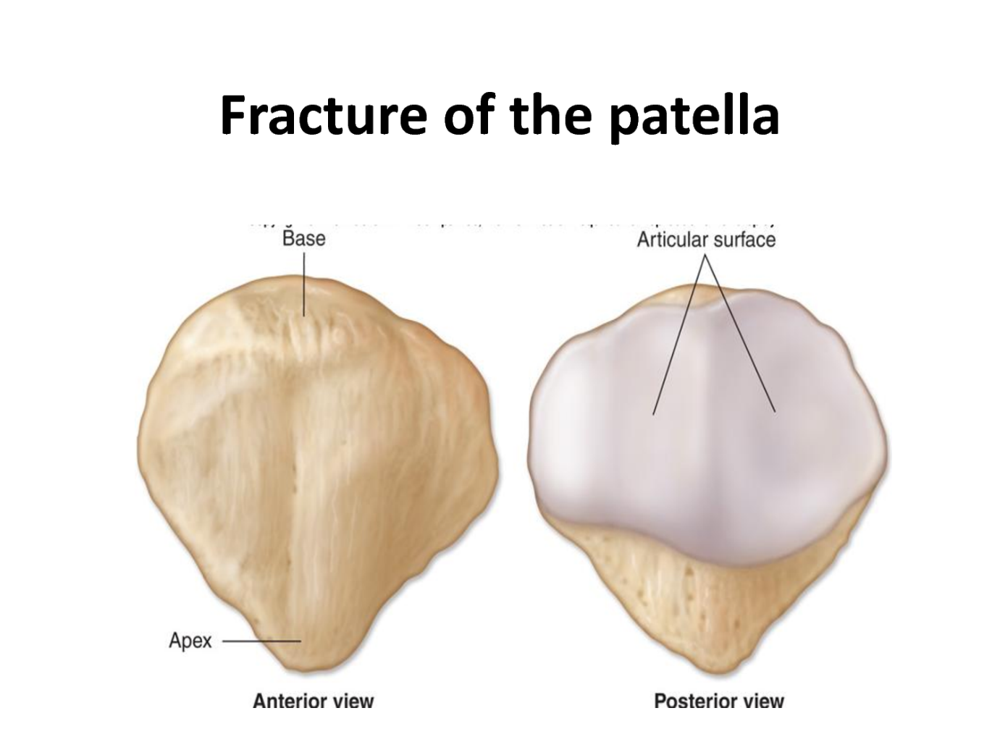 Fracture of the patella
Base
Articular surface
Apex
Anterior view
Posterior view